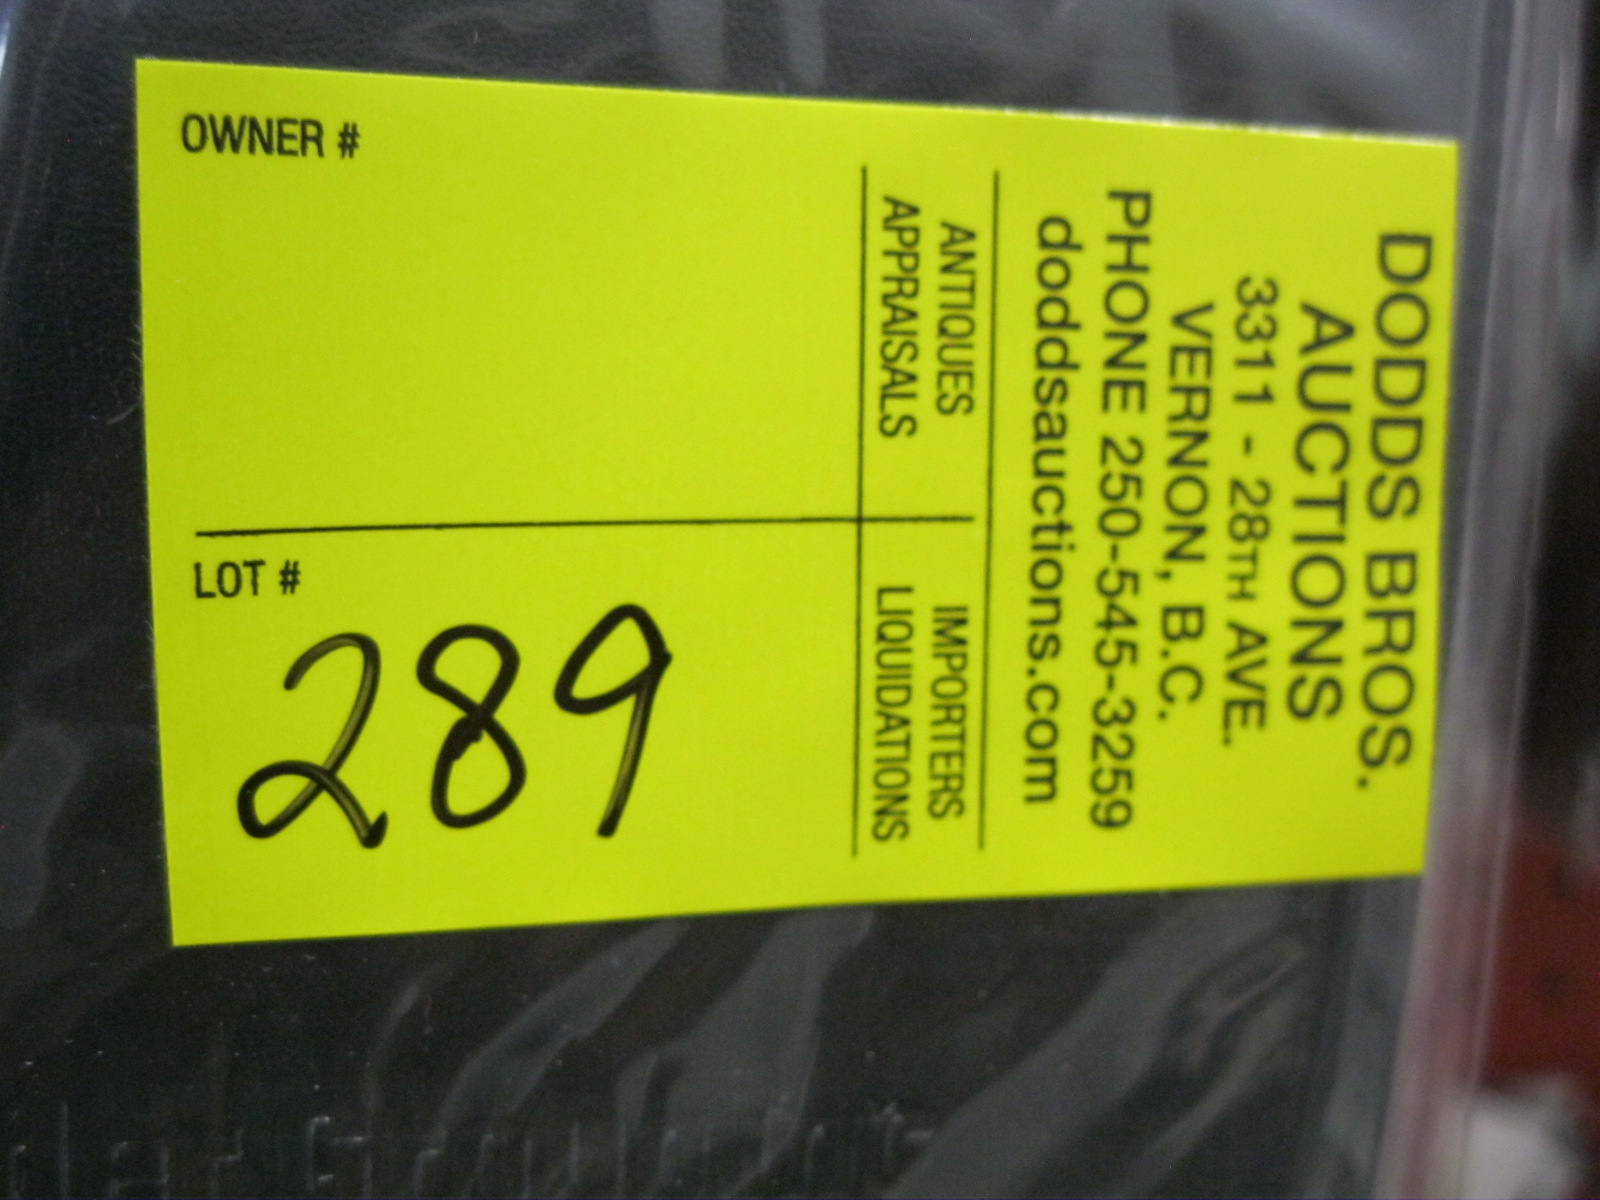 DODDS BROS.
AUCTIONS
3311 - 28TH AVE.
VERNON, B.C.
PHONE 250-545-3259
doddsauctions.com
ANTIQUES IMPORTERS
APPRAISALS LIQUIDATIONS
OWNER #
LOT #
289